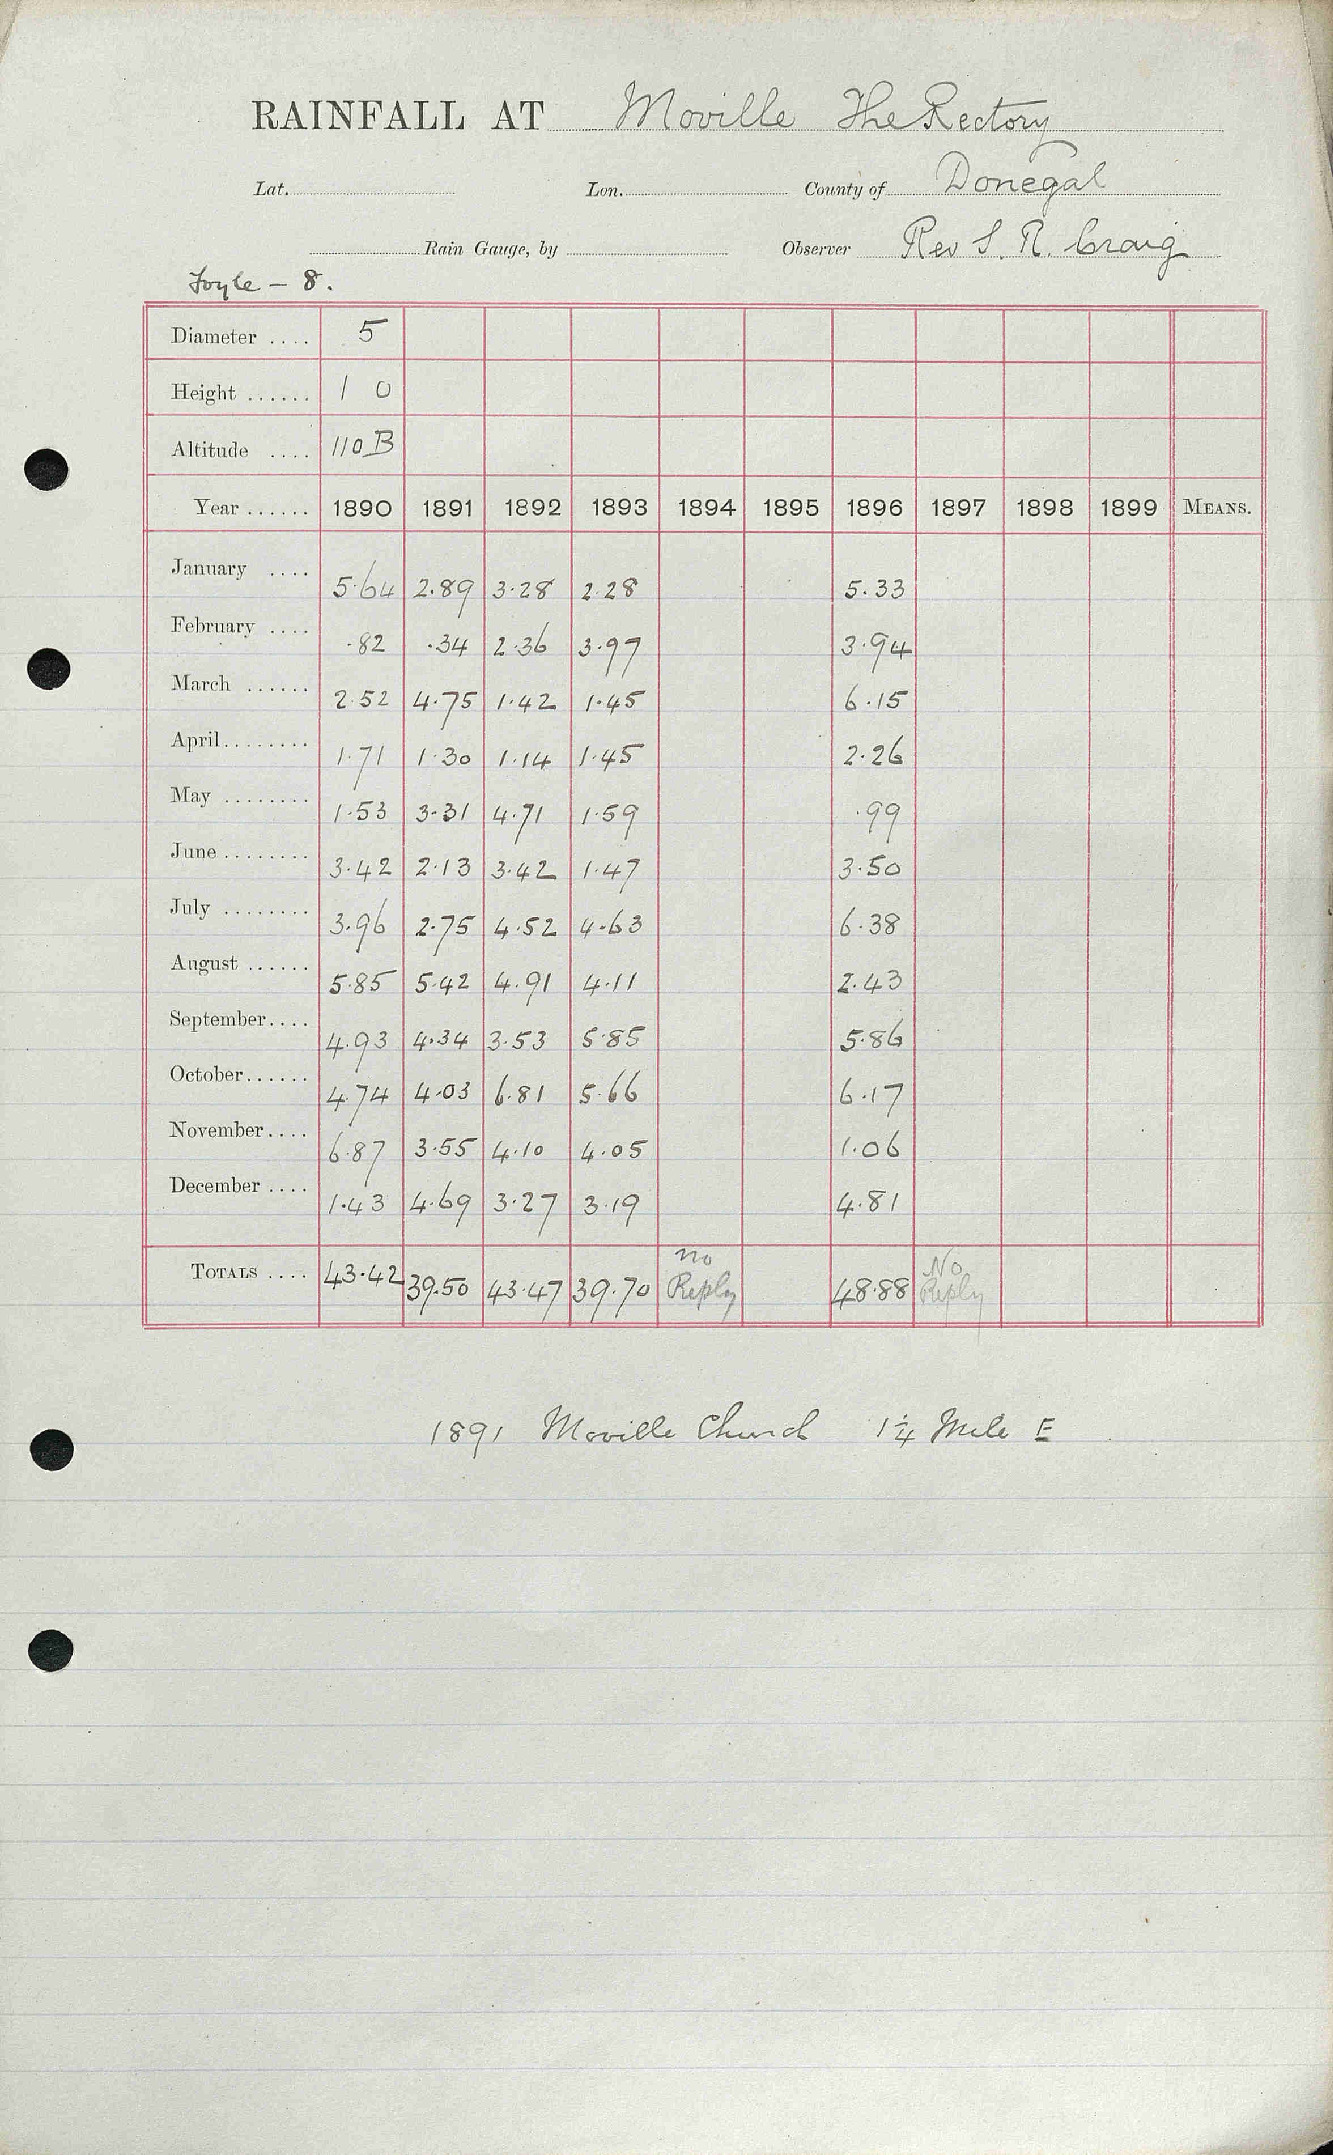 RAINFALL AT Moville The Rectory
Lat. Lon. County of Donegal
Rain Gauge, by Observer Rev S. R. Craig
Foyle - 8.
Diameter .... 5
Height ...... 1 0
Altitude .... 110 B
Year ...... 1890 1891 1892 1893 1894 1895 1896 1897 1898 1899 MEANS.
January .... 5.64 2.89 3.28 2.28 5.33
February .... .82 .34 2.36 3.97 3.94
March ...... 2.52 4.75 1.42 1.45 6.15
April........ 1.71 1.30 1.14 1.45 2.26
May ........ 1.53 3.31 4.71 1.59 .99
June ........ 3.42 2.13 3.42 1.47 3.50
July ........ 3.96 2.75 4.52 4.63 6.38
August ...... 5.85 5.42 4.91 4.11 2.43
September.... 4.93 4.34 3.53 5.85 5.86
October...... 4.74 4.03 6.81 5.66 6.17
November.... 6.87 3.55 4.10 4.05 1.06
December .... 1.43 4.69 3.27 3.19 4.81
TOTALS .... 43.42 39.50 43.47 39.70 no Reply 48.88 No Reply
1891 Moville Church 1 1/4 Mile E